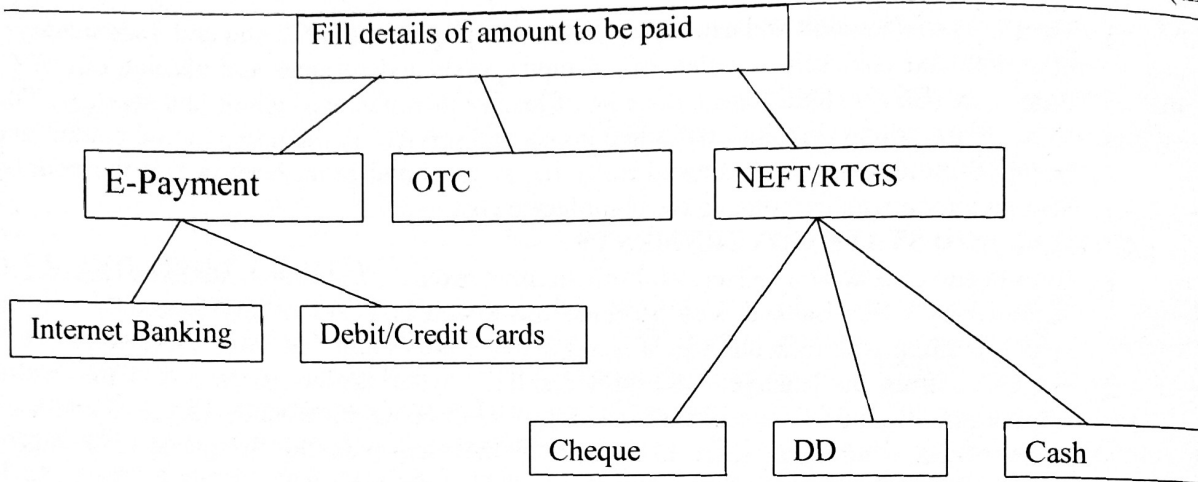 Fill details of amount to be paid
E-Payment
OTC
NEFT/RTGS
Internet Banking
Debit/Credit Cards
Cheque
DD
Cash